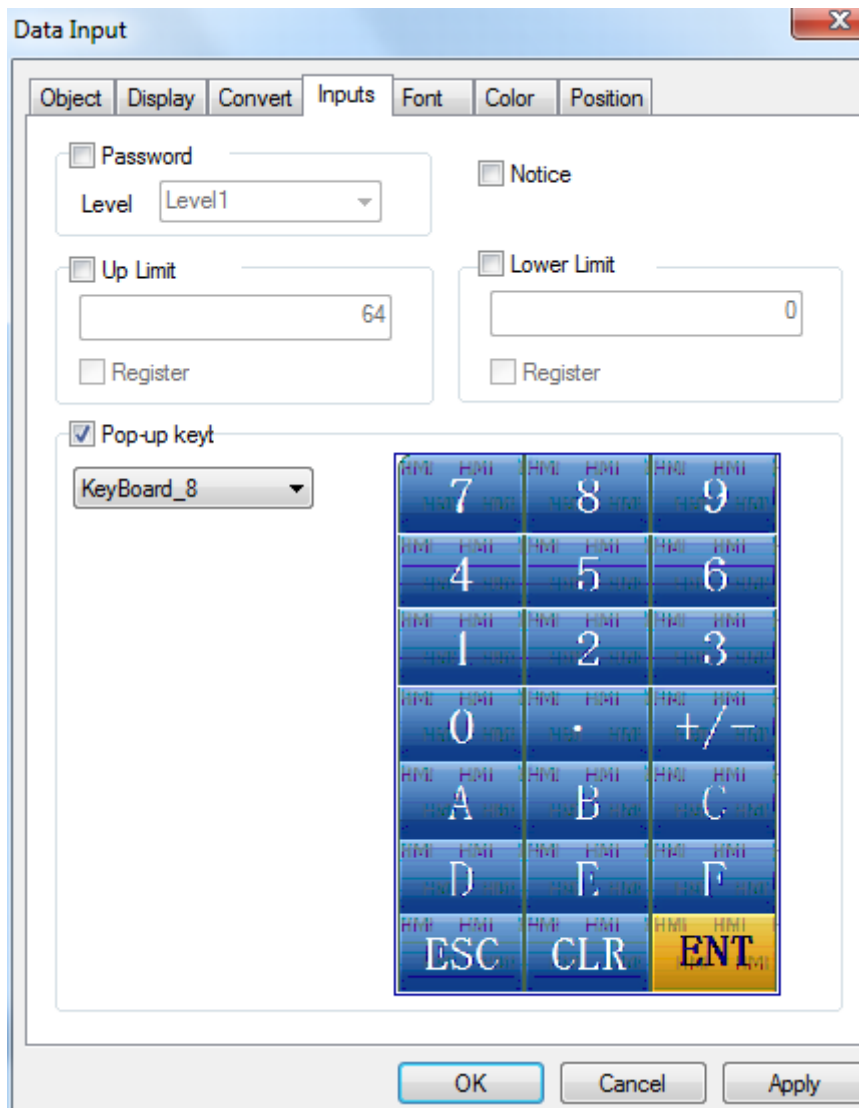 Data Input
Object Display Convert Inputs Font Color Position
Password
Notice
Level Level1
Up Limit
Lower Limit
64
0
Register
Register
Pop-up keyt
KeyBoard_8
7 8 9
4 5 6
1 2 3
0 . +/-
A B C
D E F
ESC CLR ENT
OK Cancel Apply